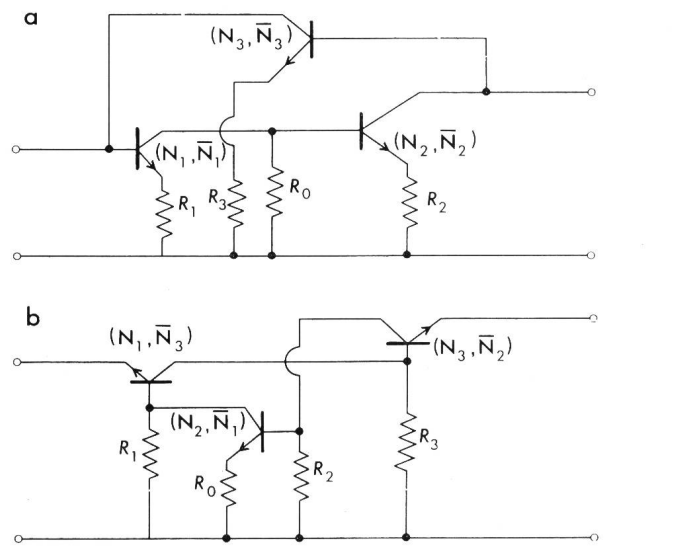 a
(N₃, N̅₃)
(N₁, N̅₁)
(N₂, N̅₂)
R₁
R₃
R₀
R₂
b
(N₁, N̅₃)
(N₃, N̅₂)
(N₂, N̅₁)
R₁
R₀
R₂
R₃